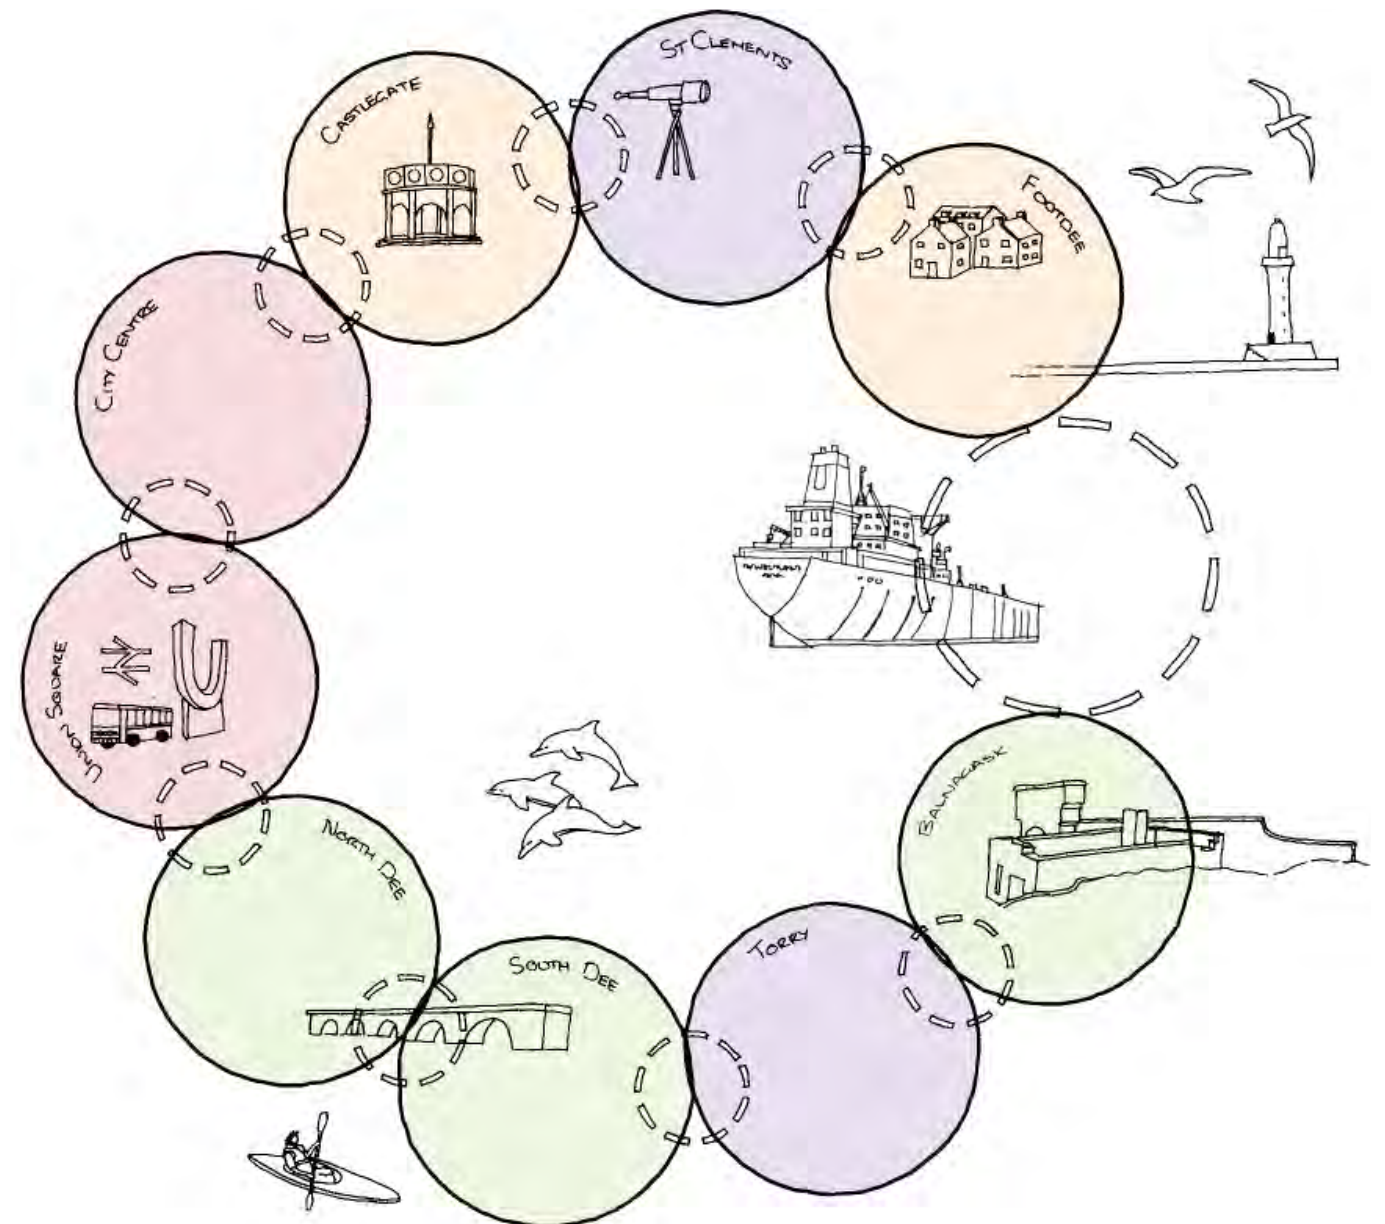 ST CLEMENTS
CASTLEGATE
FOOTDEE
CITY CENTRE
UNION SQUARE
BALNAGASK
NORTH DEE
TORRY
SOUTH DEE